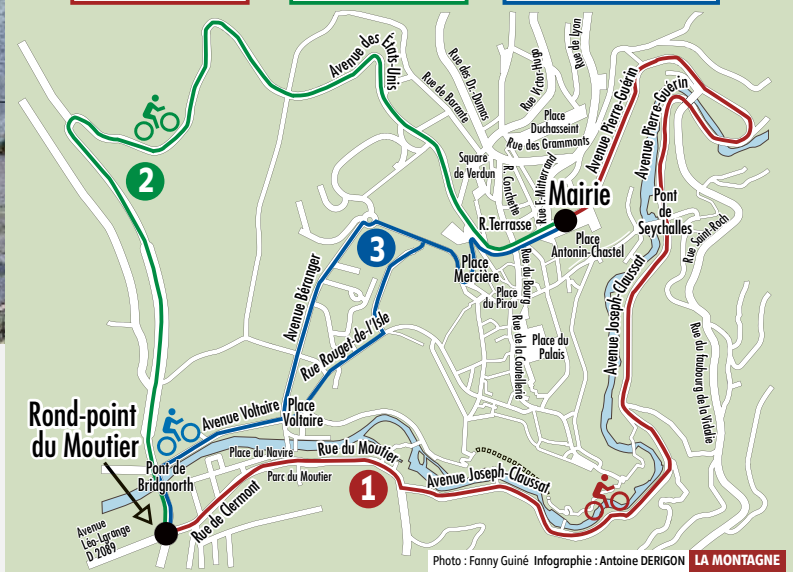 Avenue des
États-Unis
Rue de Barante
Rue des Dr.-Dumas
Rue Victor-Hugo
Rue de Lyon
Place
Duchasseint
Rue des Grammonts
Avenue Pierre-Guérin
Avenue Pierre-Guérin
Square
de Verdun
R. Conchette
Rue F.-Mitterrand
Mairie
R.Terrasse
Place
Antonin-Chastel
Pont
de
Seychalles
Rue Saint-Roch
2
3
Place
Mercière
Place
du Pirou
Rue du Bourg
Rue de la Coutellerie
Place du
Palais
Avenue Béranger
Rue Rouget-de-l'Isle
Avenue Joseph-Claussat
Rue du faubourg de la Vidalie
Rond-point
du Moutier
Avenue Voltaire
Place
Voltaire
Pont de
Bridgnorth
Place du Navire
Rue du Moutier
Parc du Moutier
1
Avenue Joseph-Claussat
Rue de Clermont
Avenue
Léo-Lgrange
D 2089
Photo : Fanny Guiné Infographie : Antoine DERIGON LA MONTAGNE